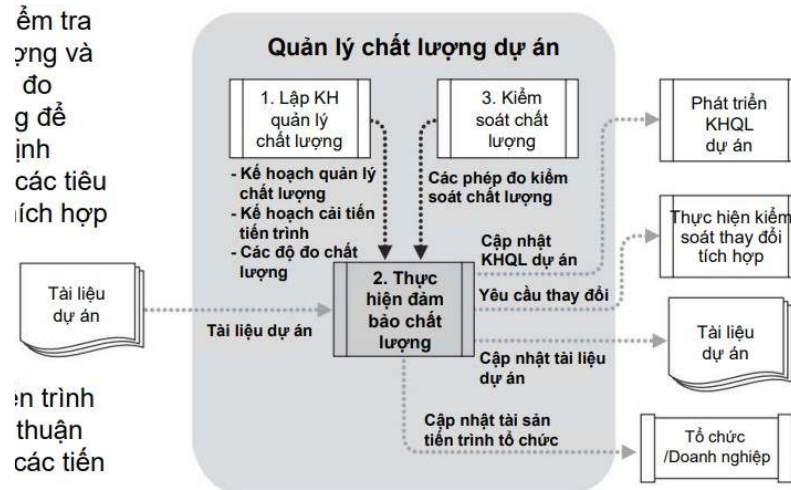 ểm tra
ợng và
đo
g để
ịnh
các tiêu
ích hợp
Quản lý chất lượng dự án
1. Lập KH
quản lý
chất lượng
3. Kiểm
soát chất
lượng
Phát triển
KHQL
dự án
- Kế hoạch quản lý
chất lượng
- Kế hoạch cải tiến
tiến trình
- Các độ đo chất
lượng
Các phép đo kiểm
soát chất lượng
Cập nhật
KHQL dự án
Thực hiện kiểm
soát thay đổi
tích hợp
Tài liệu
dự án
Tài liệu dự án
2. Thực
hiện đảm
bảo chất
lượng
Yêu cầu thay đổi
Cập nhật tài liệu
dự án
Tài liệu
dự án
Cập nhật tài sản
tiến trình tổ chức
Tổ chức
/Doanh nghiệp
ến trình
thuận
các tiến